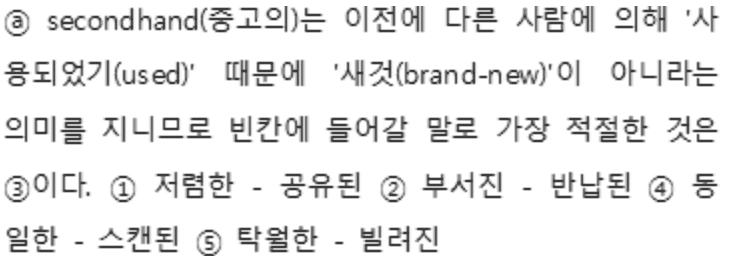 ⓐ secondhand(중고의)는 이전에 다른 사람에 의해 '사
용되었기(used)' 때문에 '새것(brand-new)'이 아니라는
의미를 지니므로 빈칸에 들어갈 말로 가장 적절한 것은
③이다. ① 저렴한 - 공유된 ② 부서진 - 반납된 ④ 동
일한 - 스캔된 ⑤ 탁월한 - 빌려진